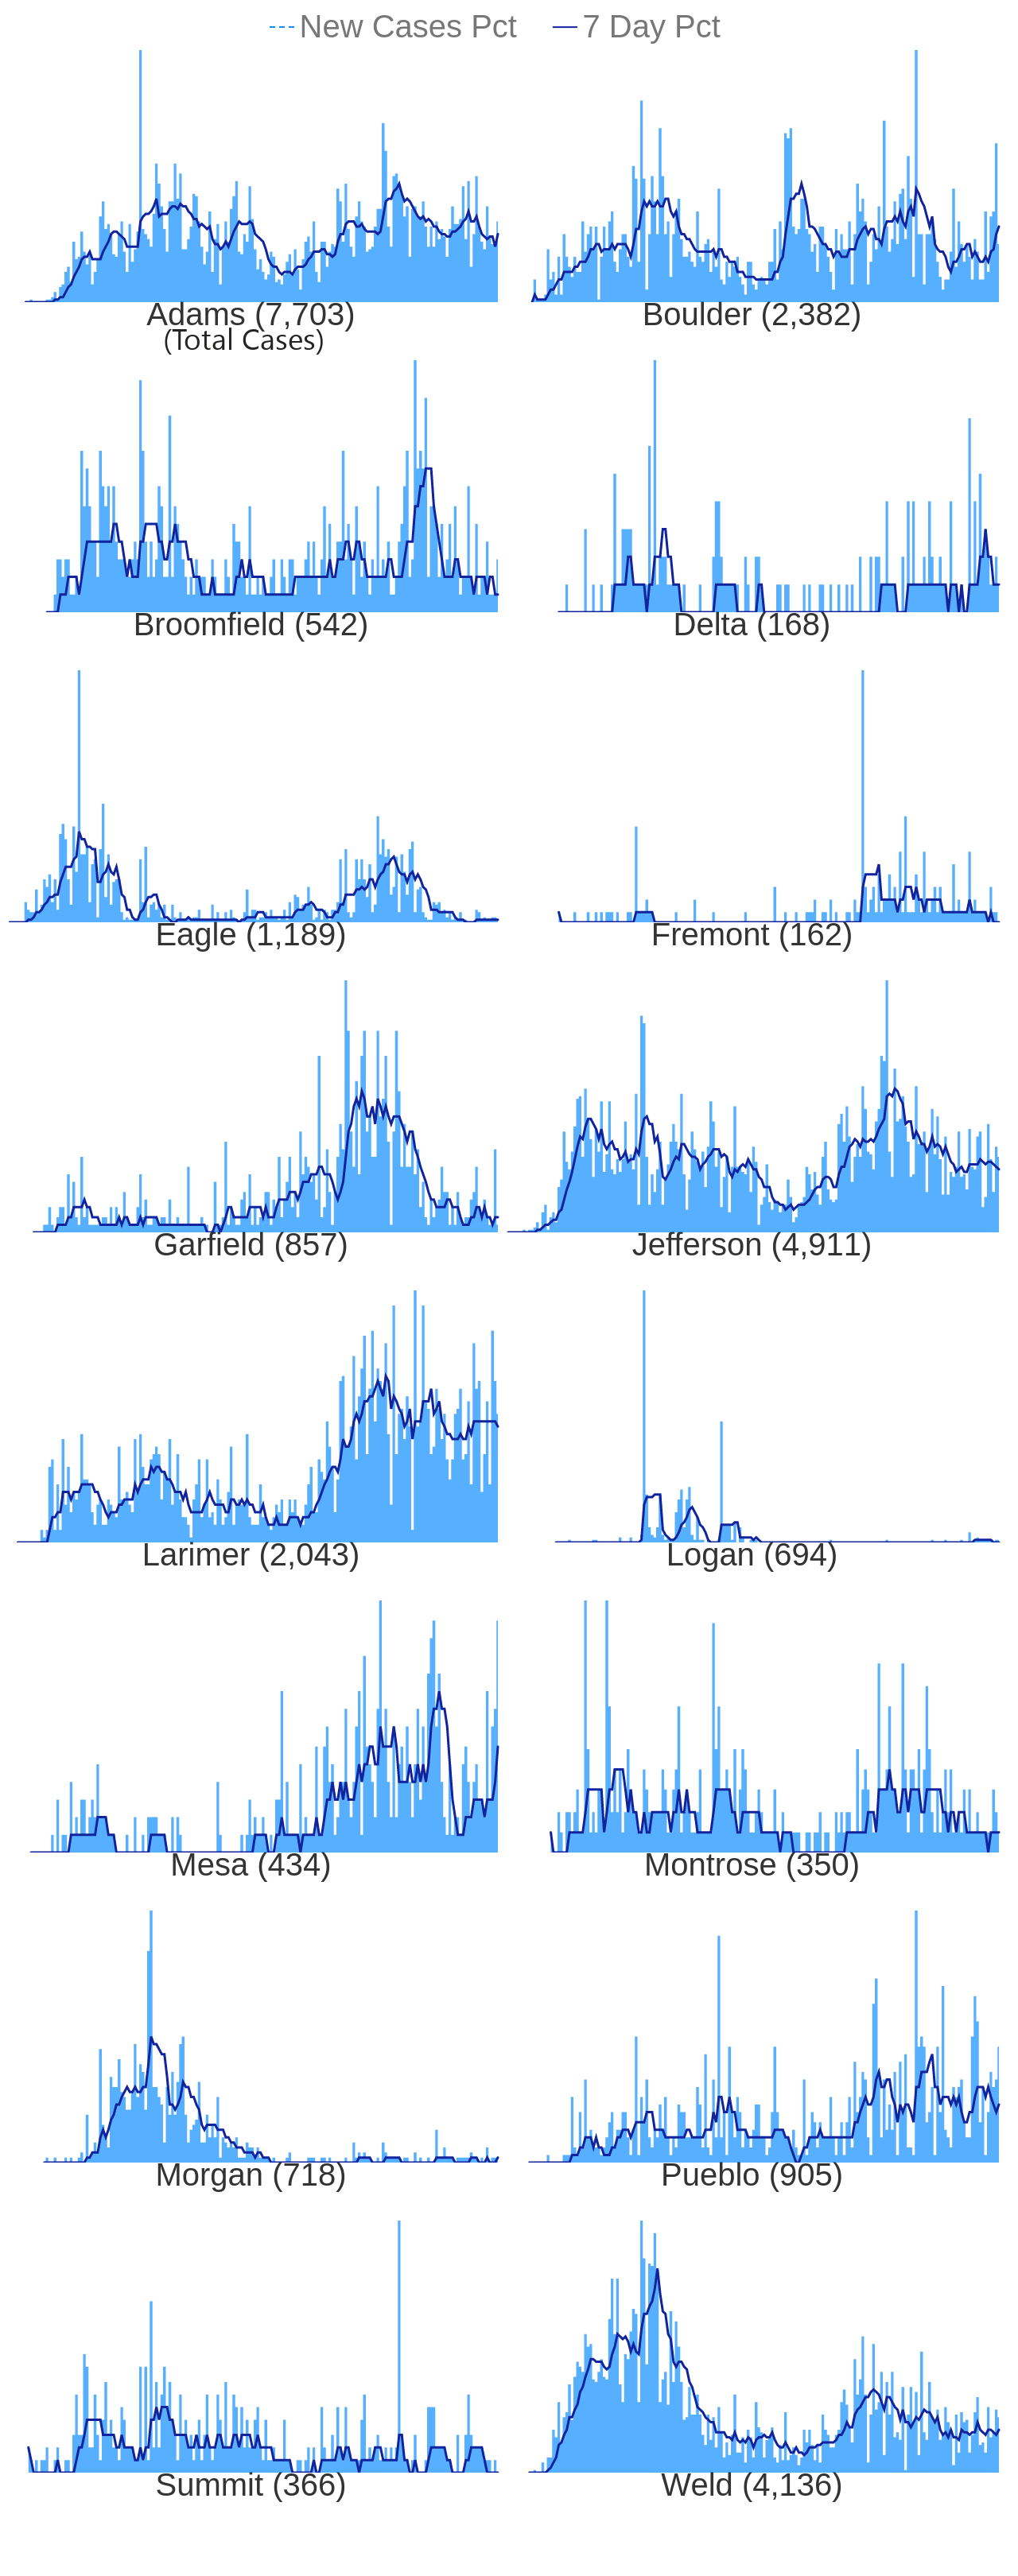 New Cases Pct 7 Day Pct
Adams (7,703) Boulder (2,382)
(Total Cases)
Broomfield (542) Delta (168)
Eagle (1,189) Fremont (162)
Garfield (857) Jefferson (4,911)
Larimer (2,043) Logan (694)
Mesa (434) Montrose (350)
Morgan (718) Pueblo (905)
Summit (366) Weld (4,136)